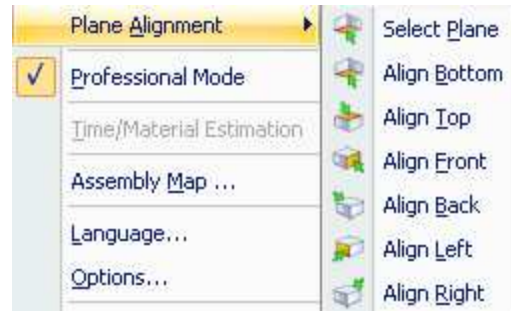 Plane Alignment
Professional Mode
Time/Material Estimation
Assembly Map ...
Language...
Options...
Select Plane
Align Bottom
Align Top
Align Front
Align Back
Align Left
Align Right